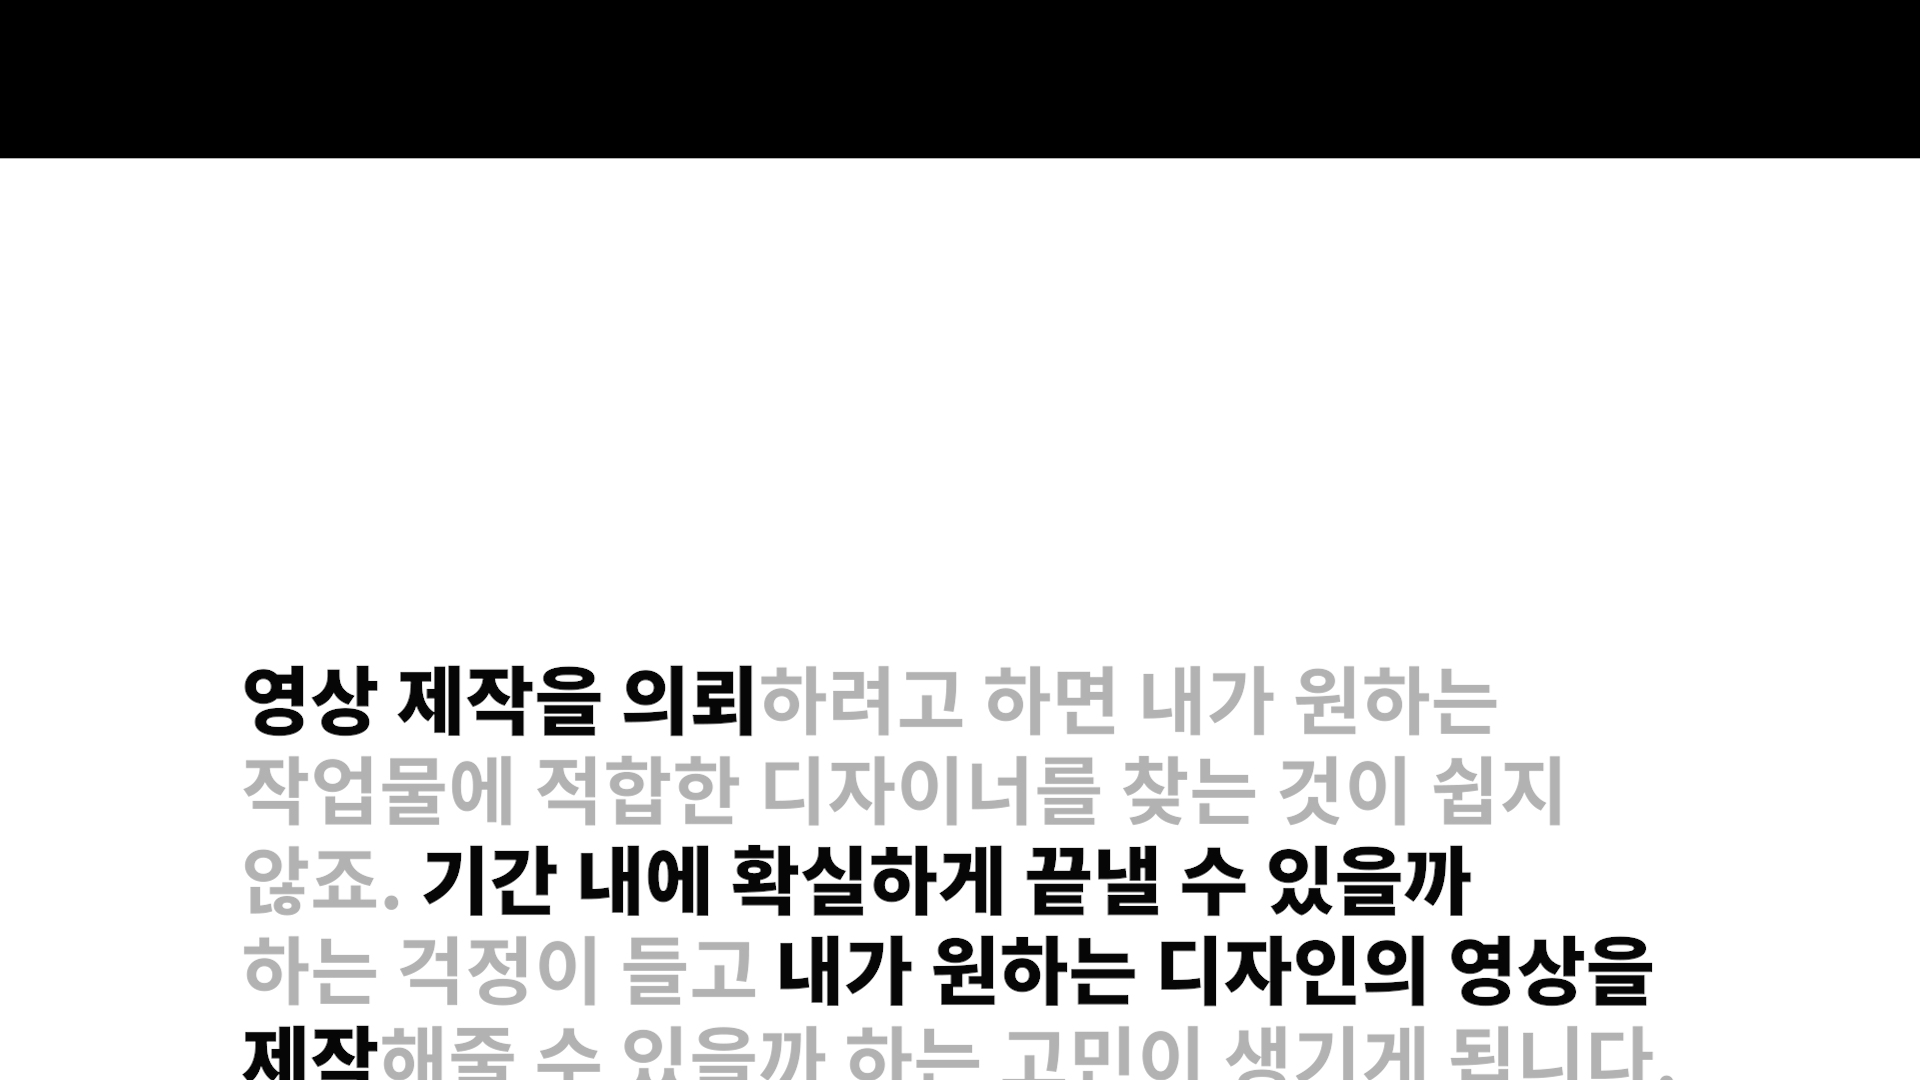 영상 제작을 의뢰하려고 하면 내가 원하는
작업물에 적합한 디자이너를 찾는 것이 쉽지
않죠. 기간 내에 확실하게 끝낼 수 있을까
하는 걱정이 들고 내가 원하는 디자인의 영상을
제작해줄 수 있을까 하는 고민이 생기게 됩니다.